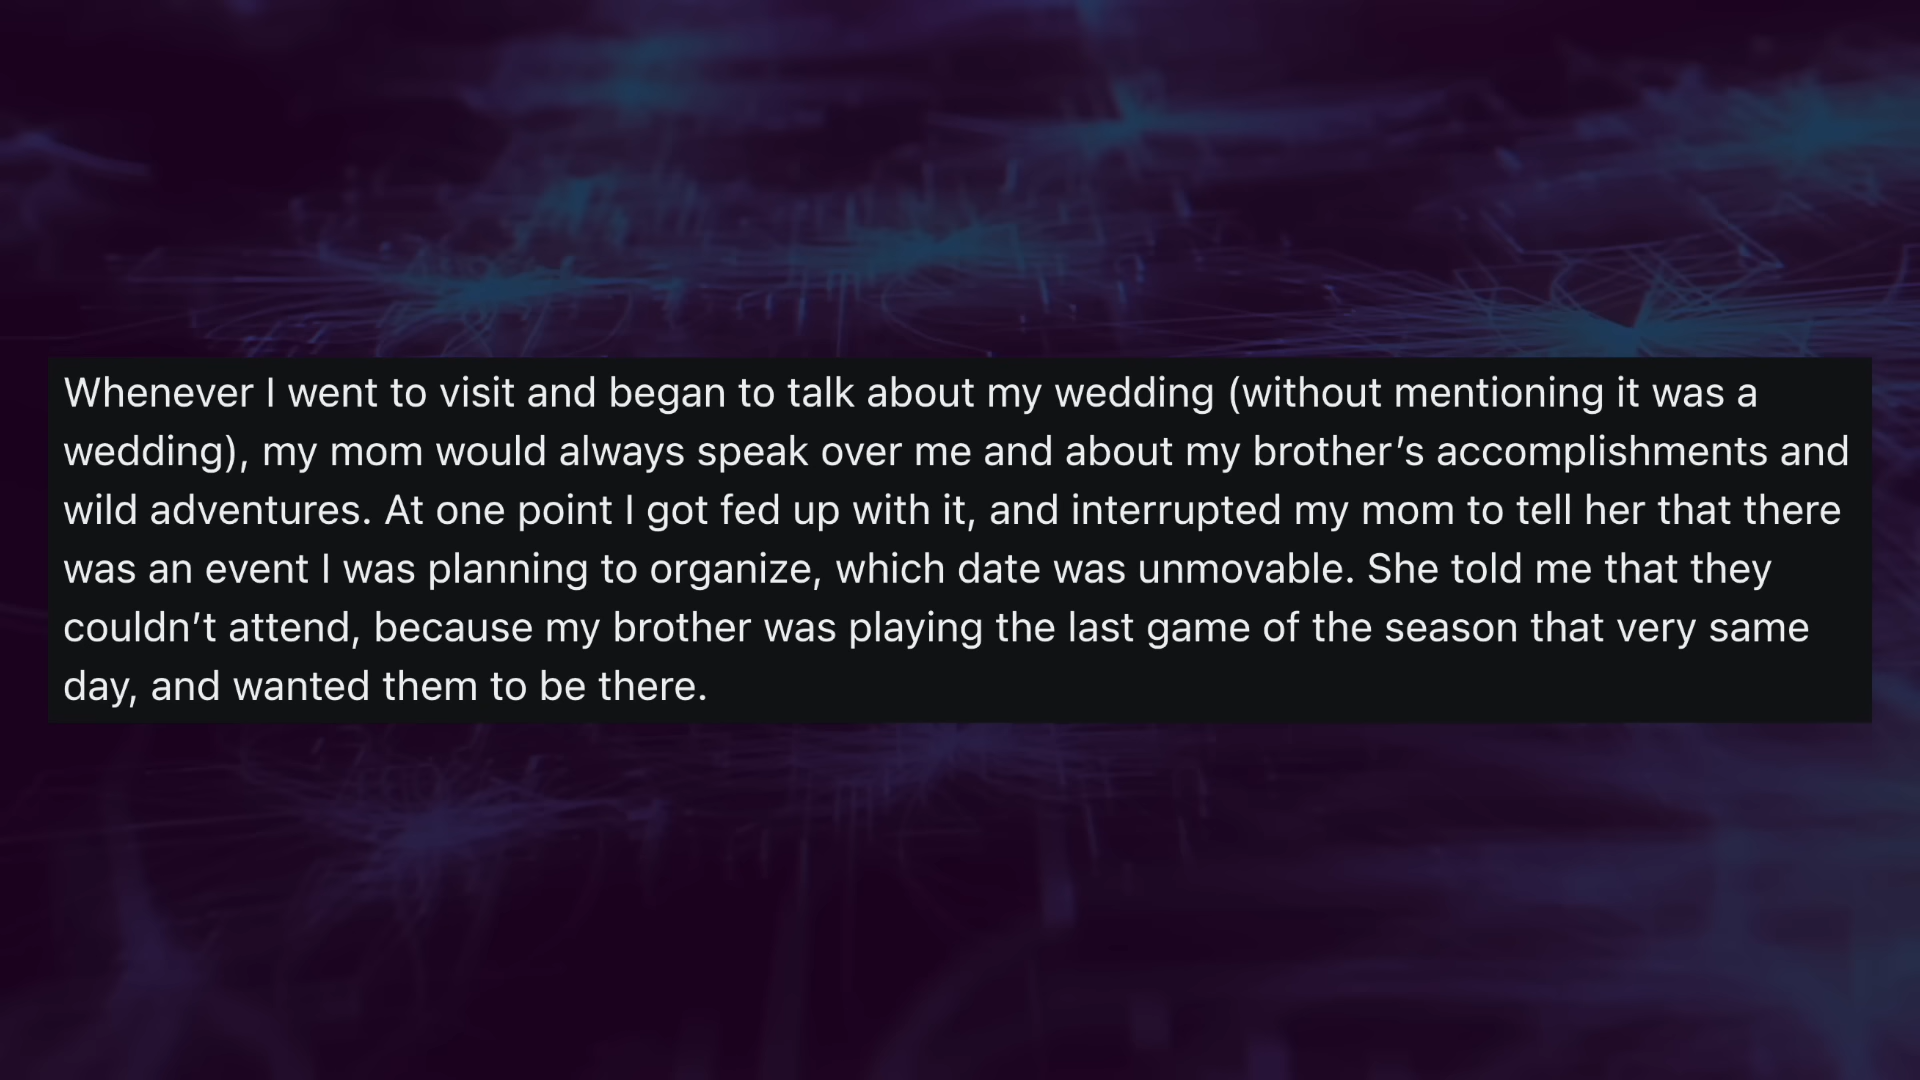 Whenever I went to visit and began to talk about my wedding (without mentioning it was a
wedding), my mom would always speak over me and about my brother’s accomplishments and
wild adventures. At one point I got fed up with it, and interrupted my mom to tell her that there
was an event I was planning to organize, which date was unmovable. She told me that they
couldn’t attend, because my brother was playing the last game of the season that very same
day, and wanted them to be there.